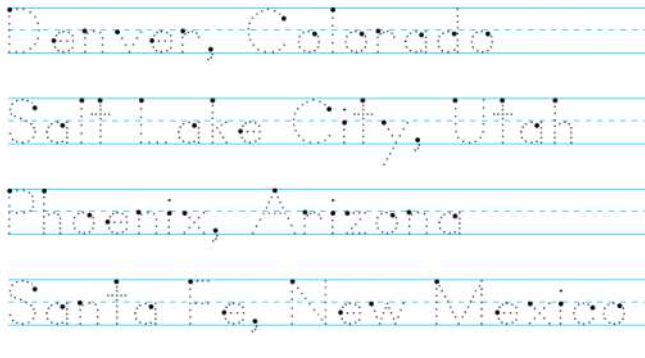 Denver, Colorado
Salt Lake City, Utah
Phoenix, Arizona
Santa Fe, New Mexico